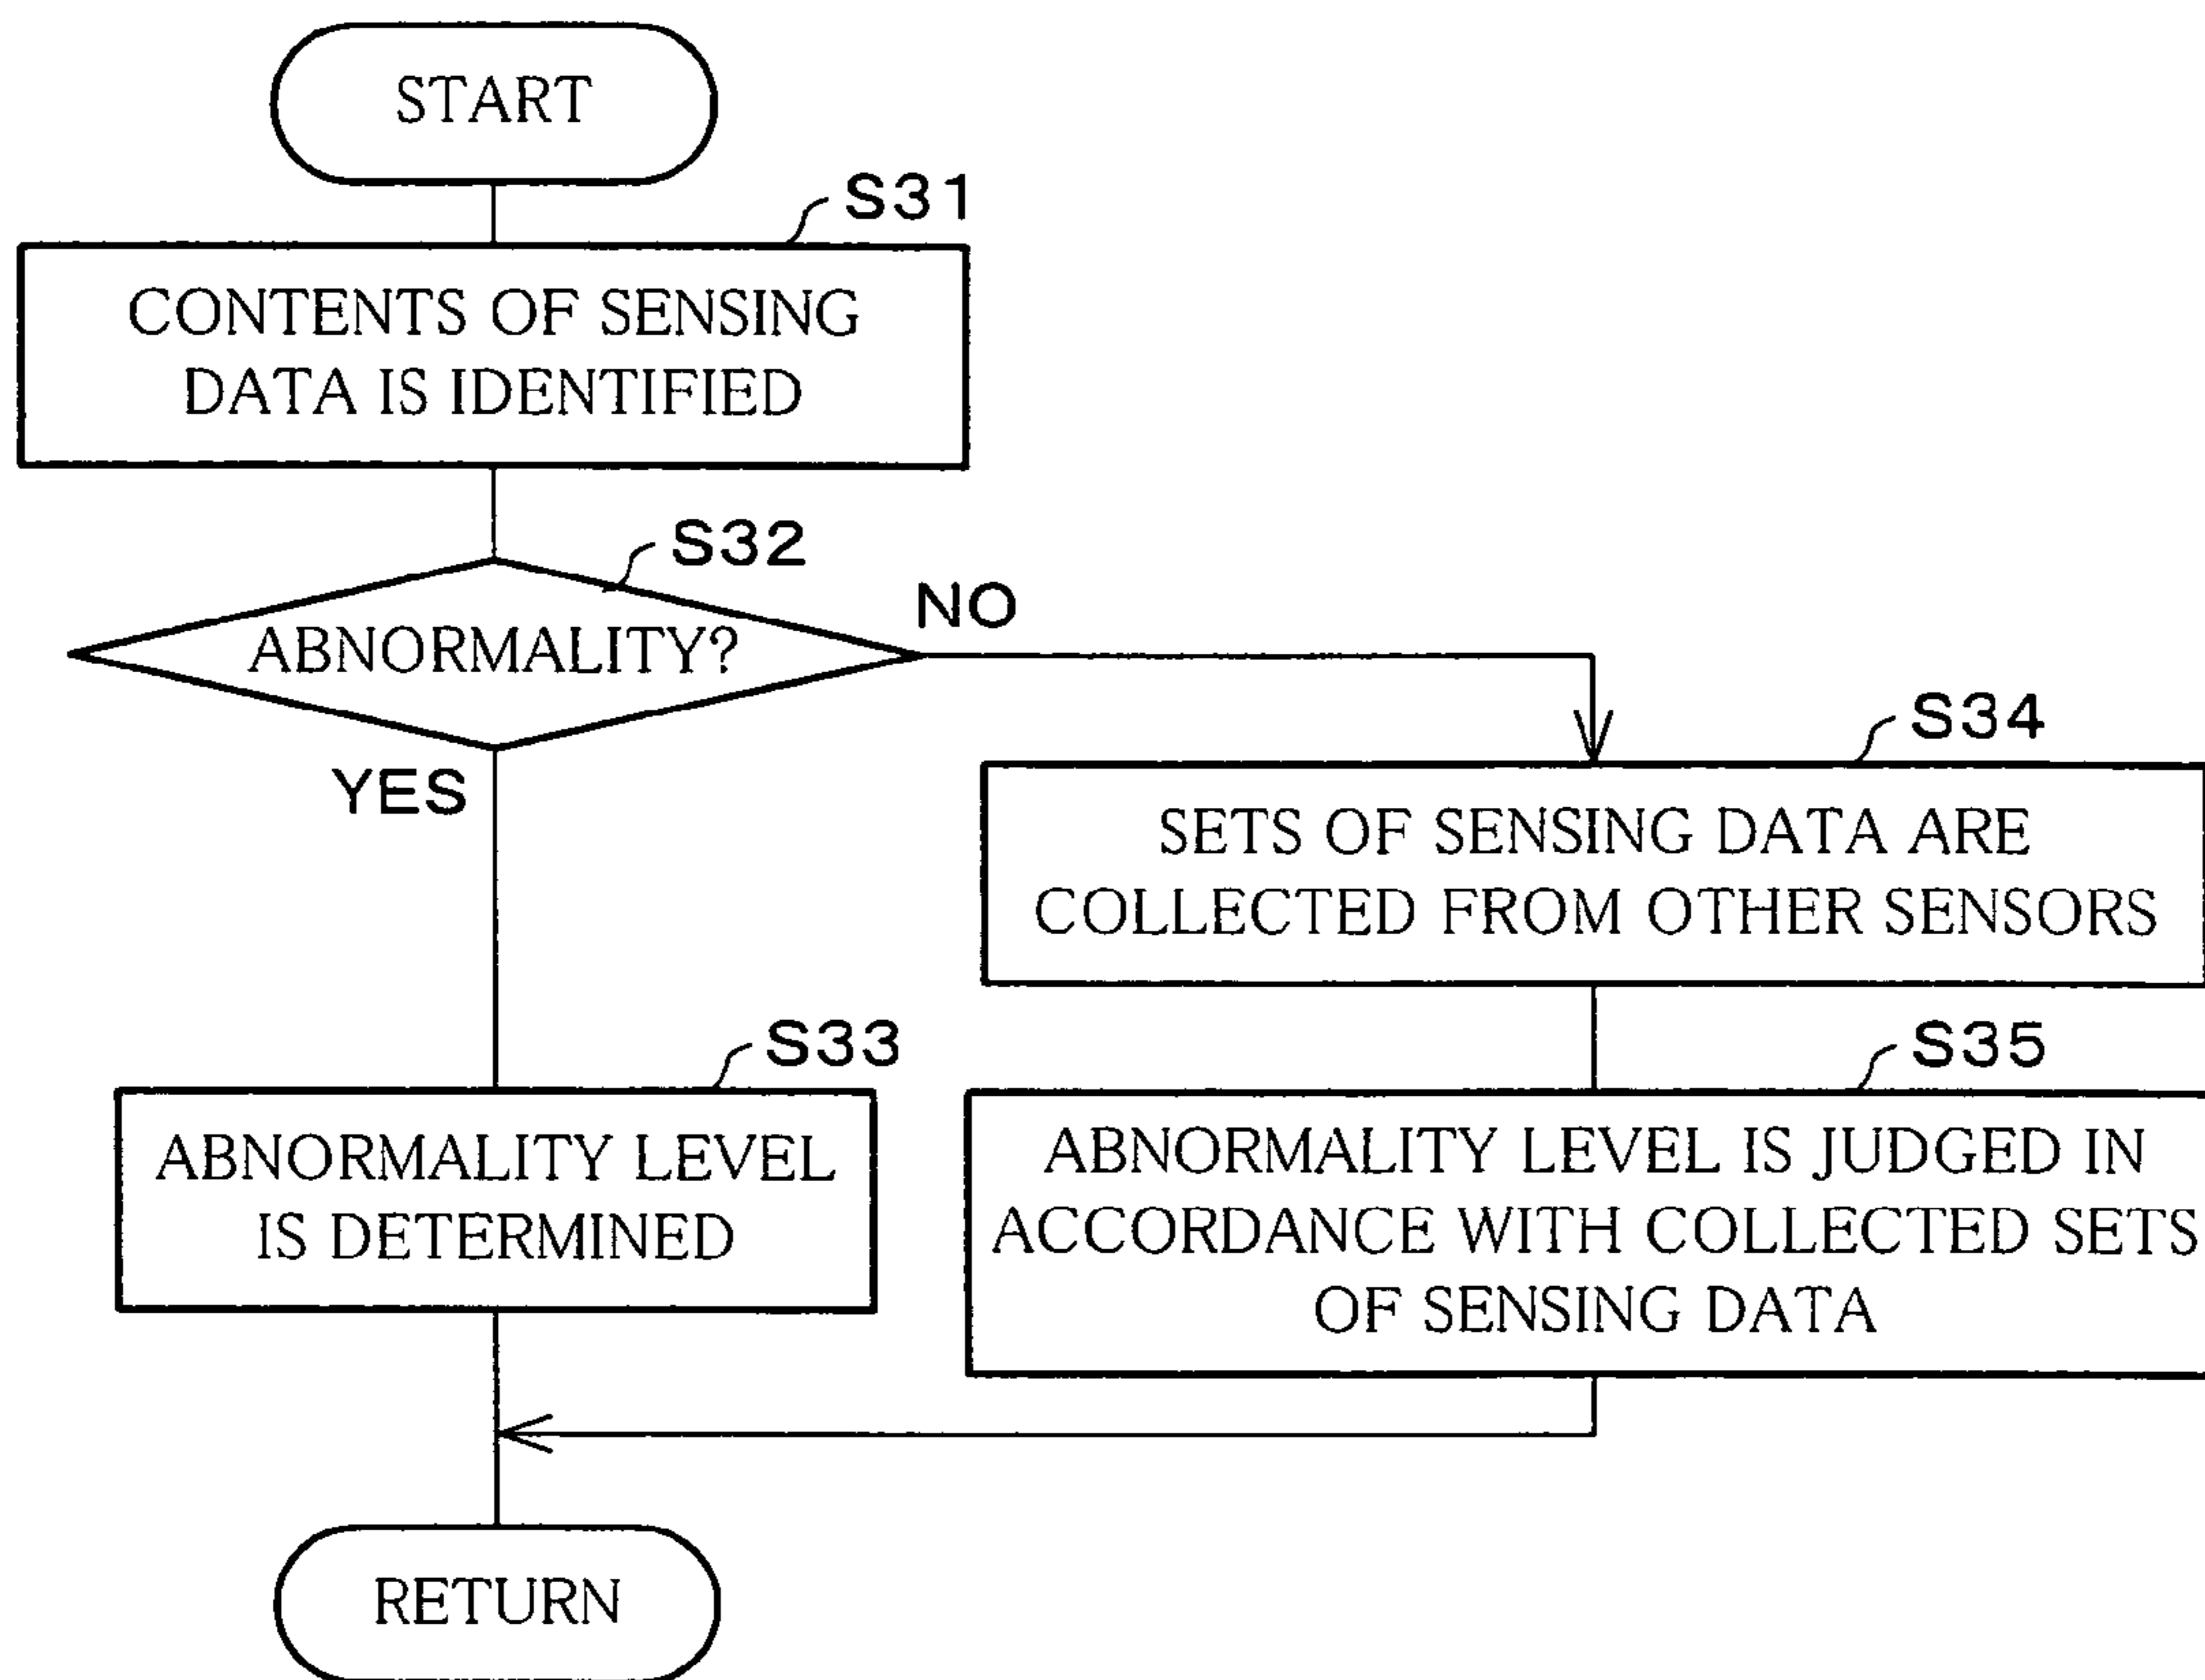 START
S31
CONTENTS OF SENSING
DATA IS IDENTIFIED
S32
ABNORMALITY?
NO
YES
S34
SETS OF SENSING DATA ARE
COLLECTED FROM OTHER SENSORS
S33
ABNORMALITY LEVEL
IS DETERMINED
S35
ABNORMALITY LEVEL IS JUDGED IN
ACCORDANCE WITH COLLECTED SETS
OF SENSING DATA
RETURN